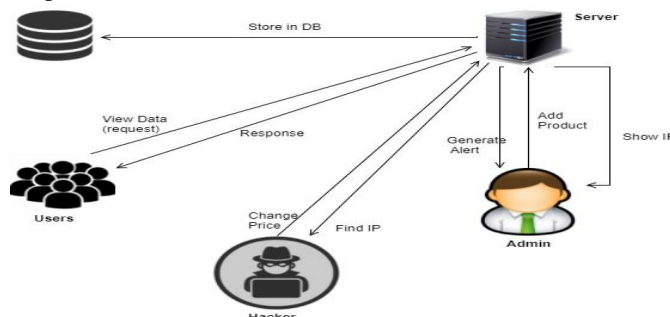 Server
Store in DB
View Data
(request)
Response
Add
Product
Generate
Alert
Show IP
Users
Change
Price
Find IP
Admin
Hacker